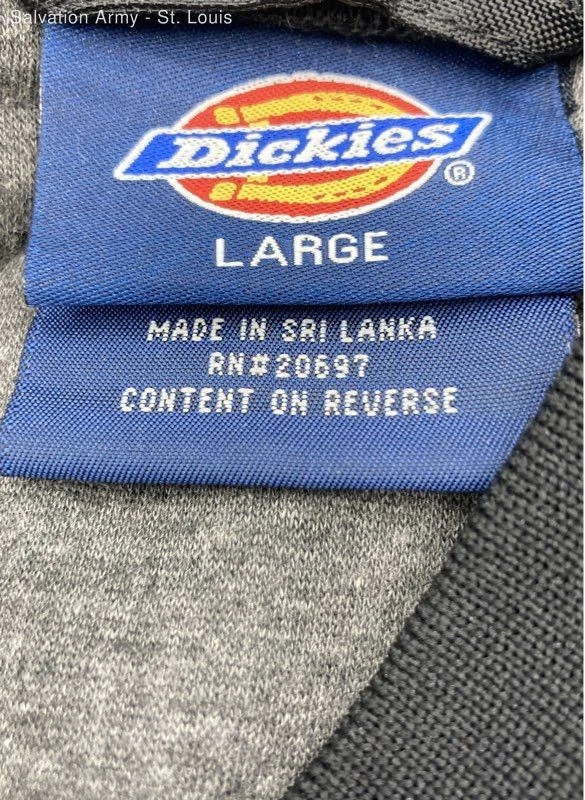 Salvation Army - St. Louis
Dickies®
LARGE
MADE IN SRI LANKA
RN#20697
CONTENT ON REVERSE